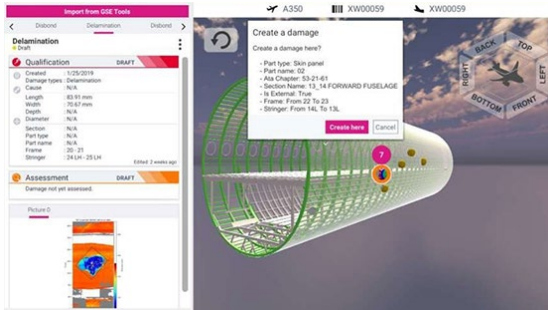 Import from GSE Tools
Disbond
Delamination
Disbond
Delamination
Draft
Qualification DRAFT
Created : 1/25/2019
Damage types : Delamination
Cause : N/A
Length : 83.91 mm
Width : 70.67 mm
Depth : N/A
Diameter : N/A
Section : N/A
Part type : N/A
Part name : N/A
Frame : 20 - 21
Stringer : 24 LH - 25 LH
Edited: 2 weeks ago
Assessment DRAFT
Damage not yet assessed.
Picture 0
A350
XW00059
XW00059
Create a damage
Create a damage here?
- Part type: Skin panel
- Part name: 02
- Ata Chapter: 53-21-61
- Section Name: 13_14 FORWARD FUSELAGE
- Is External: True
- Frame: From 22 To 23
- Stringer: From 14L To 13L
Create here
Cancel
7
BACK
TOP
RIGHT
LEFT
BOTTOM
FRONT